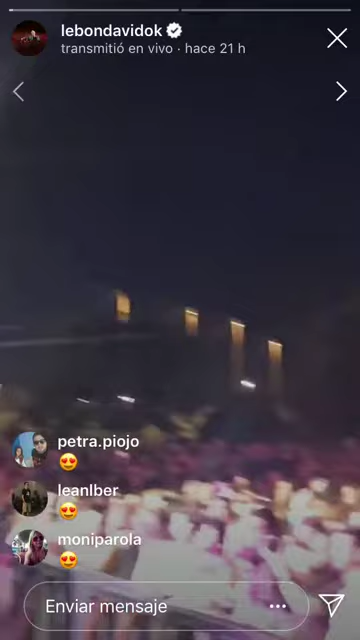 lebondavidok
transmitió en vivo · hace 21 h
petra.piojo
😍
leanlber
😍
moniparola
😍
Enviar mensaje